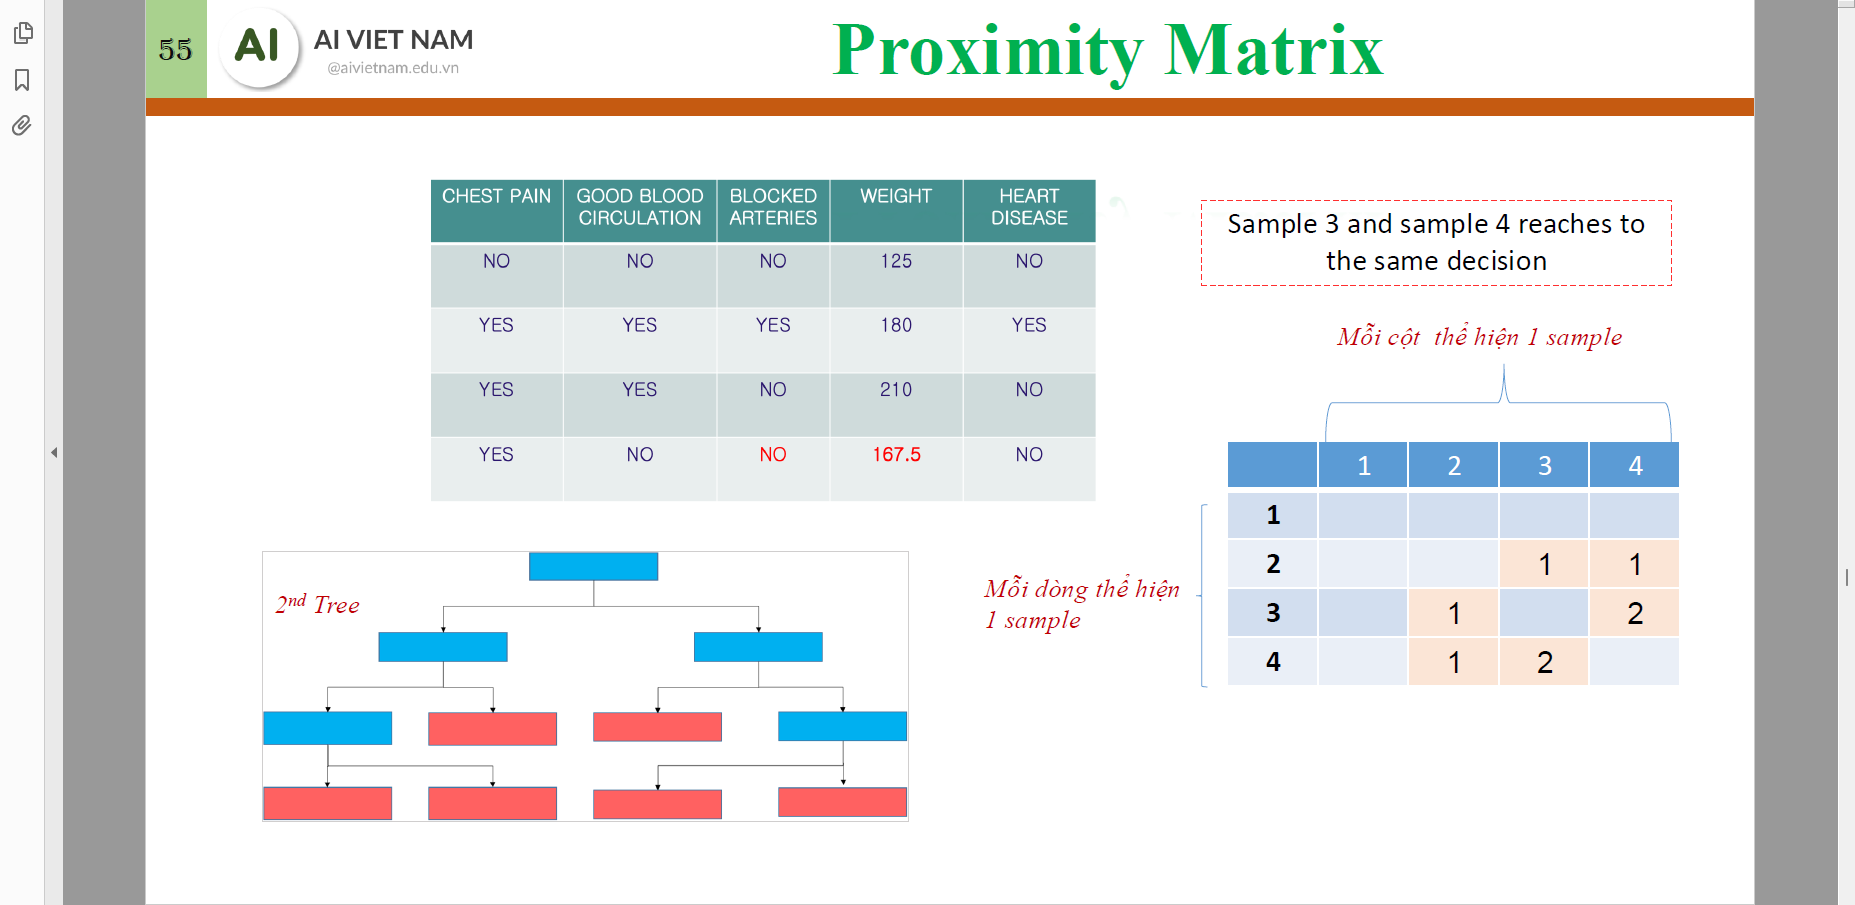 55
AI
AI VIET NAM
@aivietnam.edu.vn
Proximity Matrix
CHEST PAIN GOOD BLOOD CIRCULATION BLOCKED ARTERIES WEIGHT HEART DISEASE
NO NO NO 125 NO
YES YES YES 180 YES
YES YES NO 210 NO
YES NO NO 167.5 NO
Sample 3 and sample 4 reaches to
the same decision
Mỗi cột thể hiện 1 sample
1 2 3 4
1
2 1 1
3 1 2
4 1 2
Mỗi dòng thể hiện
1 sample
2nd Tree